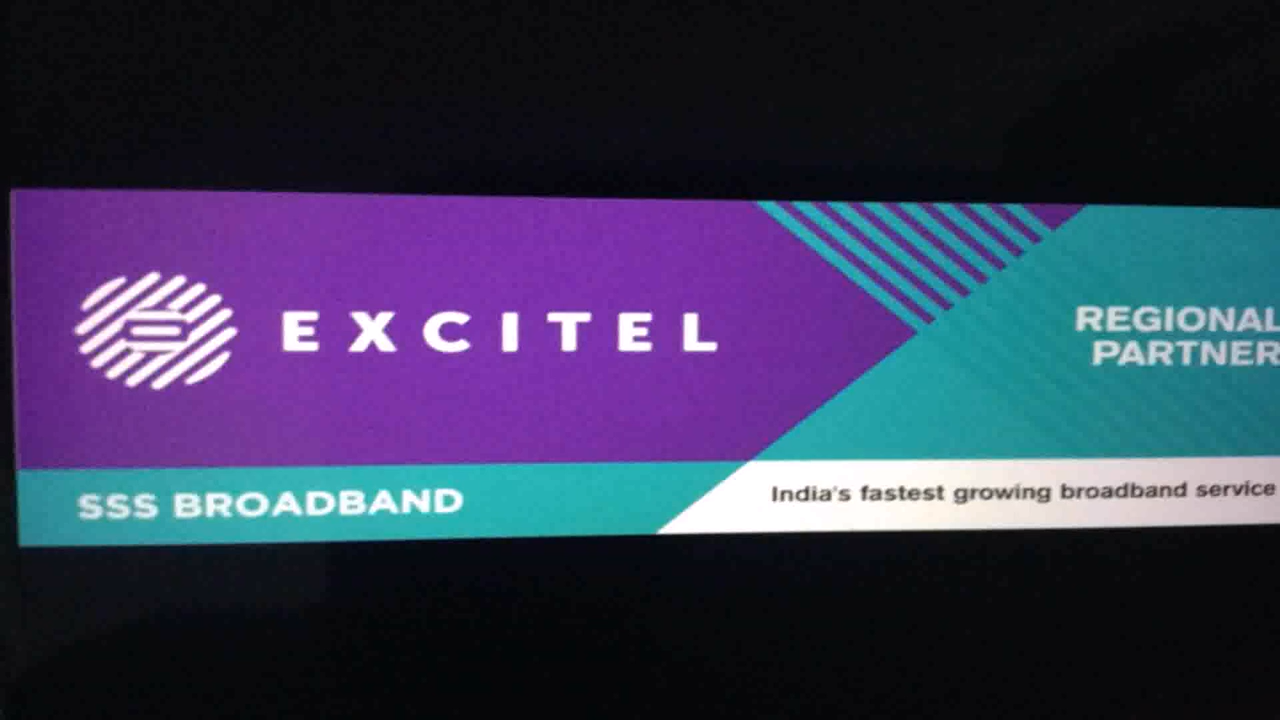 EXCITEL
REGIONAL
PARTNER
SSS BROADBAND
India's fastest growing broadband service